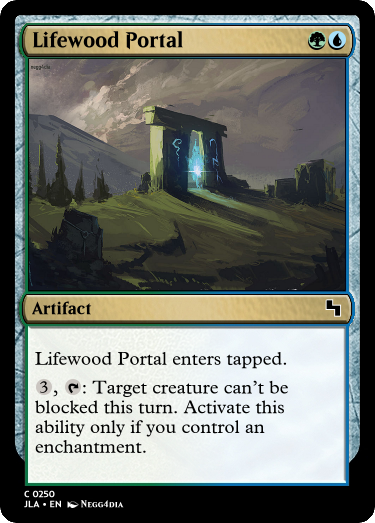 Lifewood Portal
negg4dia
Artifact
Lifewood Portal enters tapped.
3, : Target creature can't be
blocked this turn. Activate this
ability only if you control an
enchantment.
C 0250
JLA • EN Negg4dia